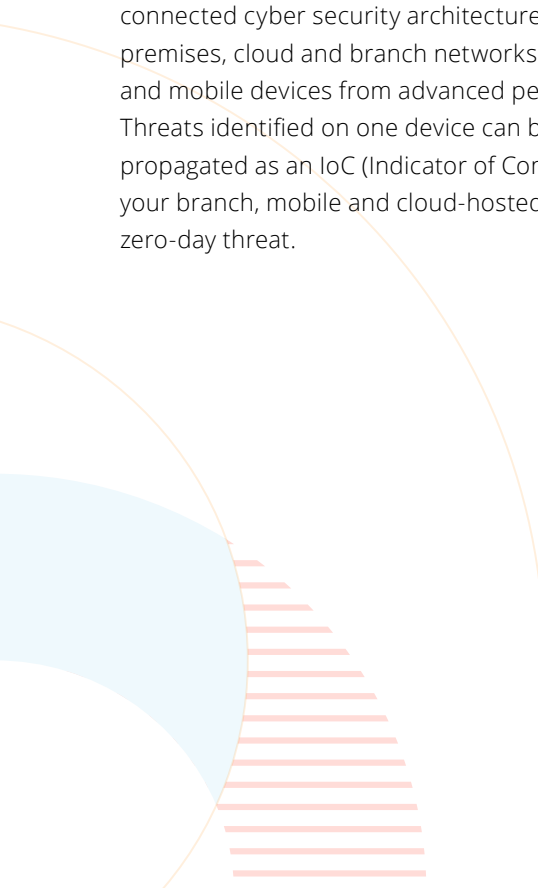 connected cyber security architecture
premises, cloud and branch networks
and mobile devices from advanced pe
Threats identified on one device can b
propagated as an IoC (Indicator of Cor
your branch, mobile and cloud-hosted
zero-day threat.